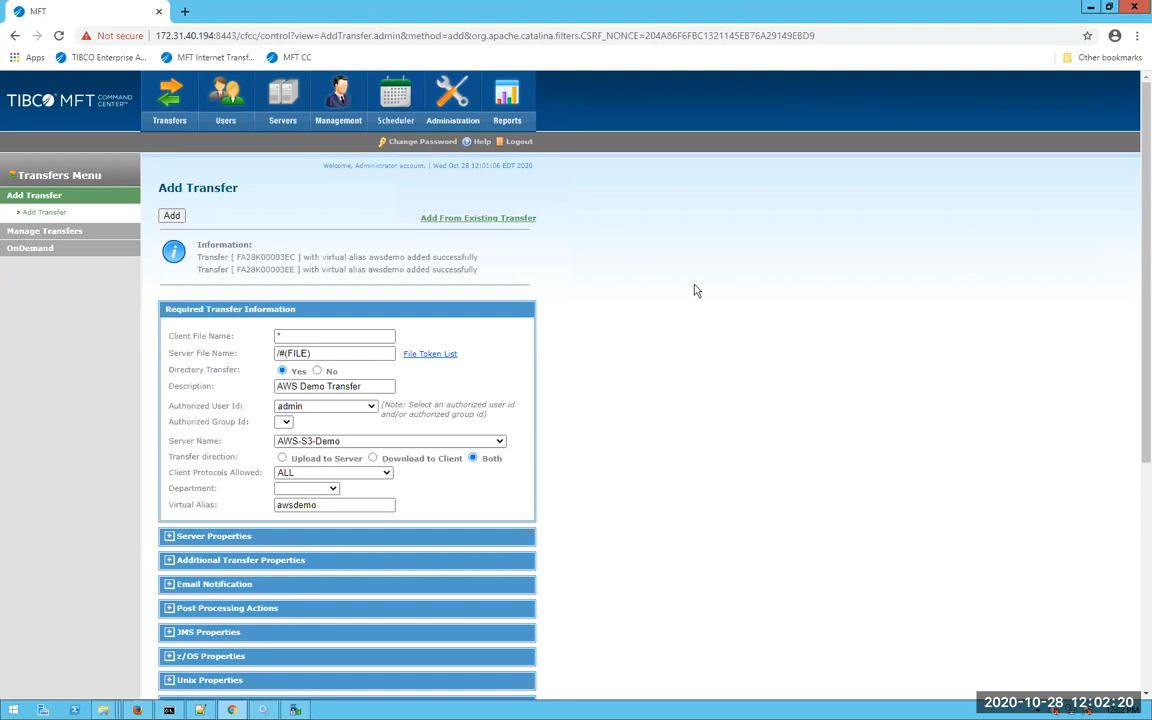 MFT
Not secure
172.31.40.194:8443/cfcc/control?view=AddTransfer.admin&method=add&org.apache.catalina.filters.CSRF_NONCE=204A86F6FBC1321145EB76A29149EBD9
Apps
TIBCO Enterprise A...
MFT Internet Transf...
MFT CC
Other bookmarks
TIBCO MFT COMMAND CENTER™
Transfers
Users
Servers
Management
Scheduler
Administration
Reports
Change Password
Help
Logout
Welcome, Administrator account. | Wed Oct 28 12:01:06 EDT 2020
Transfers Menu
Add Transfer
> Add Transfer
Manage Transfers
OnDemand
Add Transfer
Add
Add From Existing Transfer
Information:
Transfer [ FA28K00003EC ] with virtual alias awsdemo added successfully
Transfer [ FA28K00003EE ] with virtual alias awsdemo added successfully
Required Transfer Information
Client File Name: *
Server File Name: /#(FILE) File Token List
Directory Transfer: Yes No
Description: AWS Demo Transfer
Authorized User Id: admin (Note: Select an authorized user id
and/or authorized group id)
Authorized Group Id:
Server Name: AWS-S3-Demo
Transfer direction: Upload to Server Download to Client Both
Client Protocols Allowed: ALL
Department:
Virtual Alias: awsdemo
Server Properties
Additional Transfer Properties
Email Notification
Post Processing Actions
JMS Properties
z/OS Properties
Unix Properties
2020-10-28 12:02:20